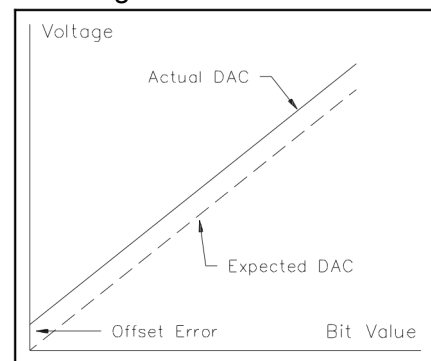 Voltage
Actual DAC
Expected DAC
Offset Error
Bit Value